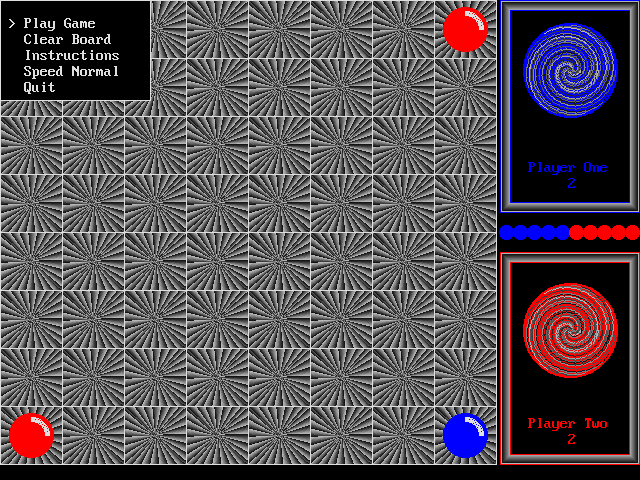 > Play Game
Clear Board
Instructions
Speed Normal
Quit
Player One
2
Player Two
2